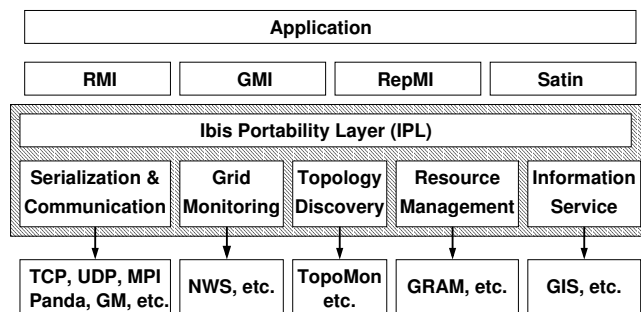 Application
RMI
GMI
RepMI
Satin
Ibis Portability Layer (IPL)
Serialization &
Communication
Grid
Monitoring
Topology
Discovery
Resource
Management
Information
Service
TCP, UDP, MPI
Panda, GM, etc.
NWS, etc.
TopoMon
etc.
GRAM, etc.
GIS, etc.